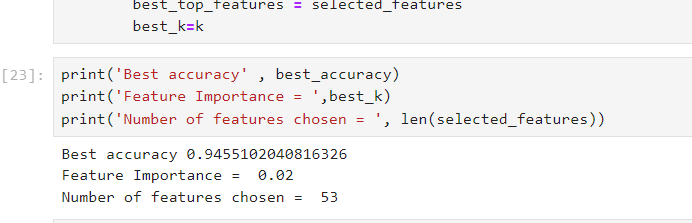 best_top_features = selected_features
best_k=k
[23]:
print('Best accuracy' , best_accuracy)
print('Feature Importance = ',best_k)
print('Number of features chosen = ', len(selected_features))
Best accuracy 0.9455102040816326
Feature Importance =  0.02
Number of features chosen =  53